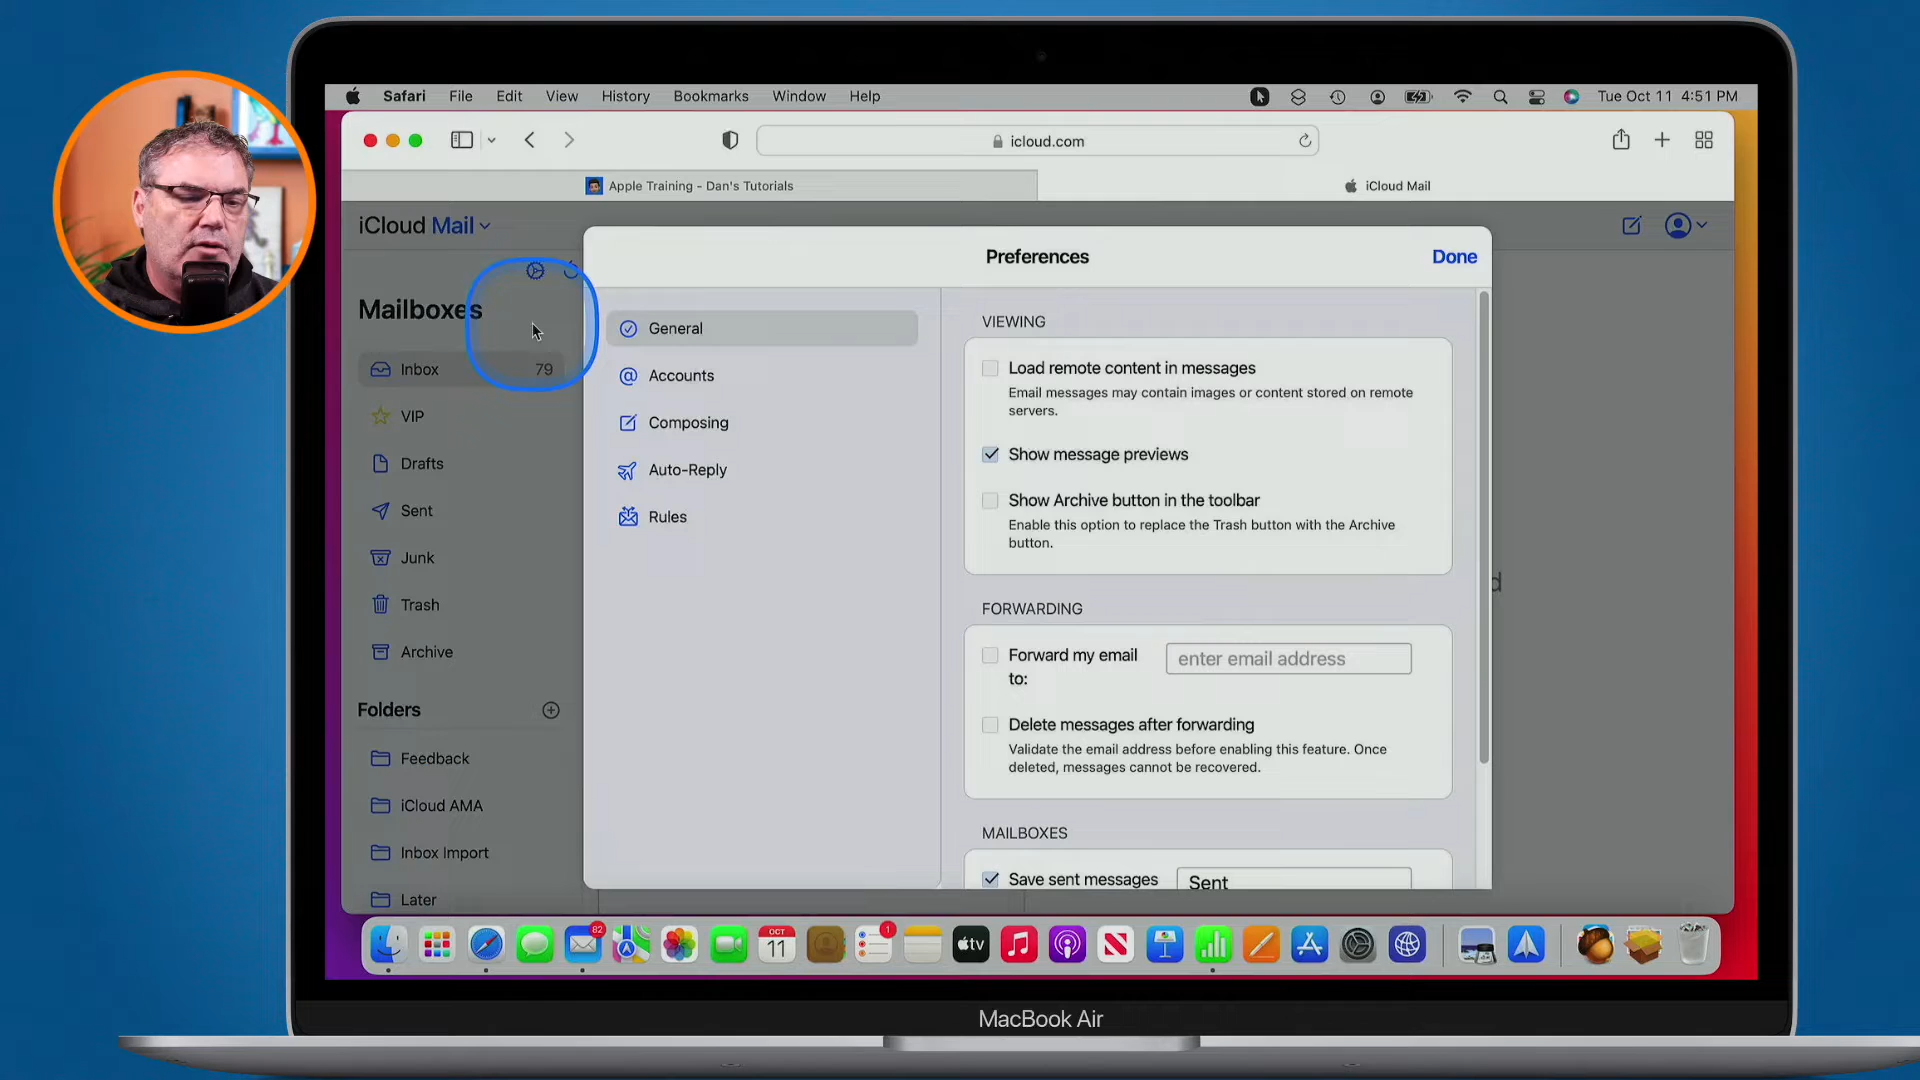 Safari File Edit View History Bookmarks Window Help Tue Oct 11 4:51 PM
icloud.com
Apple Training - Dan's Tutorials
iCloud Mail
iCloud Mail
Preferences
Done
Mailboxes
Inbox 79
VIP
Drafts
Sent
Junk
Trash
Archive
Folders
Feedback
iCloud AMA
Inbox Import
Later
General
Accounts
Composing
Auto-Reply
Rules
VIEWING
Load remote content in messages
Email messages may contain images or content stored on remote
servers.
Show message previews
Show Archive button in the toolbar
Enable this option to replace the Trash button with the Archive
button.
FORWARDING
Forward my email
to:
enter email address
Delete messages after forwarding
Validate the email address before enabling this feature. Once
deleted, messages cannot be recovered.
MAILBOXES
Save sent messages
Sent
d
82
OCT
11
1
tv
MacBook Air